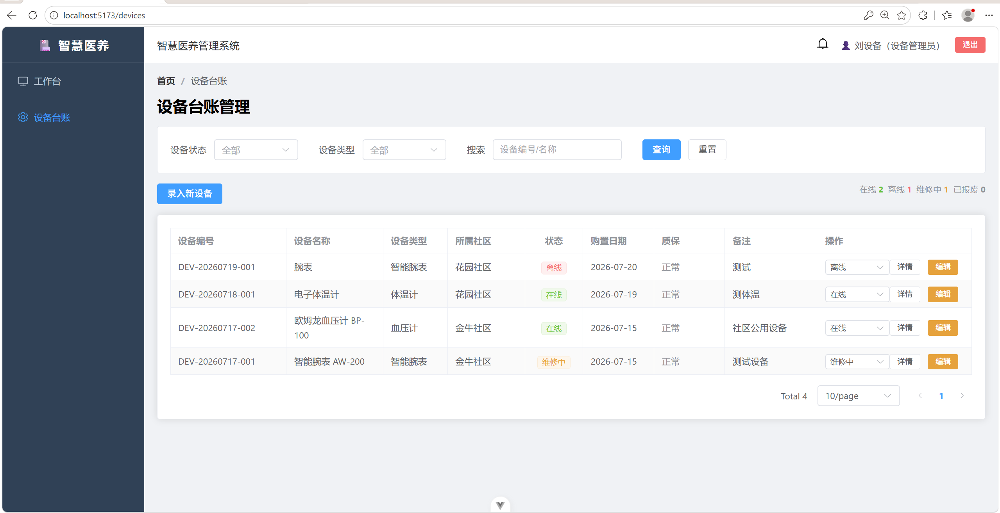 localhost:5173/devices
智慧医养
智慧医养管理系统
刘设备（设备管理员）
退出
工作台
设备台账
首页 / 设备台账
设备台账管理
设备状态 全部 设备类型 全部 搜索 设备编号/名称 查询 重置
录入新设备
在线 2 离线 1 维修中 1 已报废 0
设备编号 设备名称 设备类型 所属社区 状态 购置日期 质保 备注 操作
DEV-20260719-001 腕表 智能腕表 花园社区 离线 2026-07-20 正常 测试 离线 详情 编辑
DEV-20260718-001 电子体温计 体温计 花园社区 在线 2026-07-19 正常 测体温 在线 详情 编辑
DEV-20260717-002 欧姆龙血压计 BP-
100 血压计 金牛社区 在线 2026-07-15 正常 社区公用设备 在线 详情 编辑
DEV-20260717-001 智能腕表 AW-200 智能腕表 金牛社区 维修中 2026-07-15 正常 测试设备 维修中 详情 编辑
Total 4 10/page 1